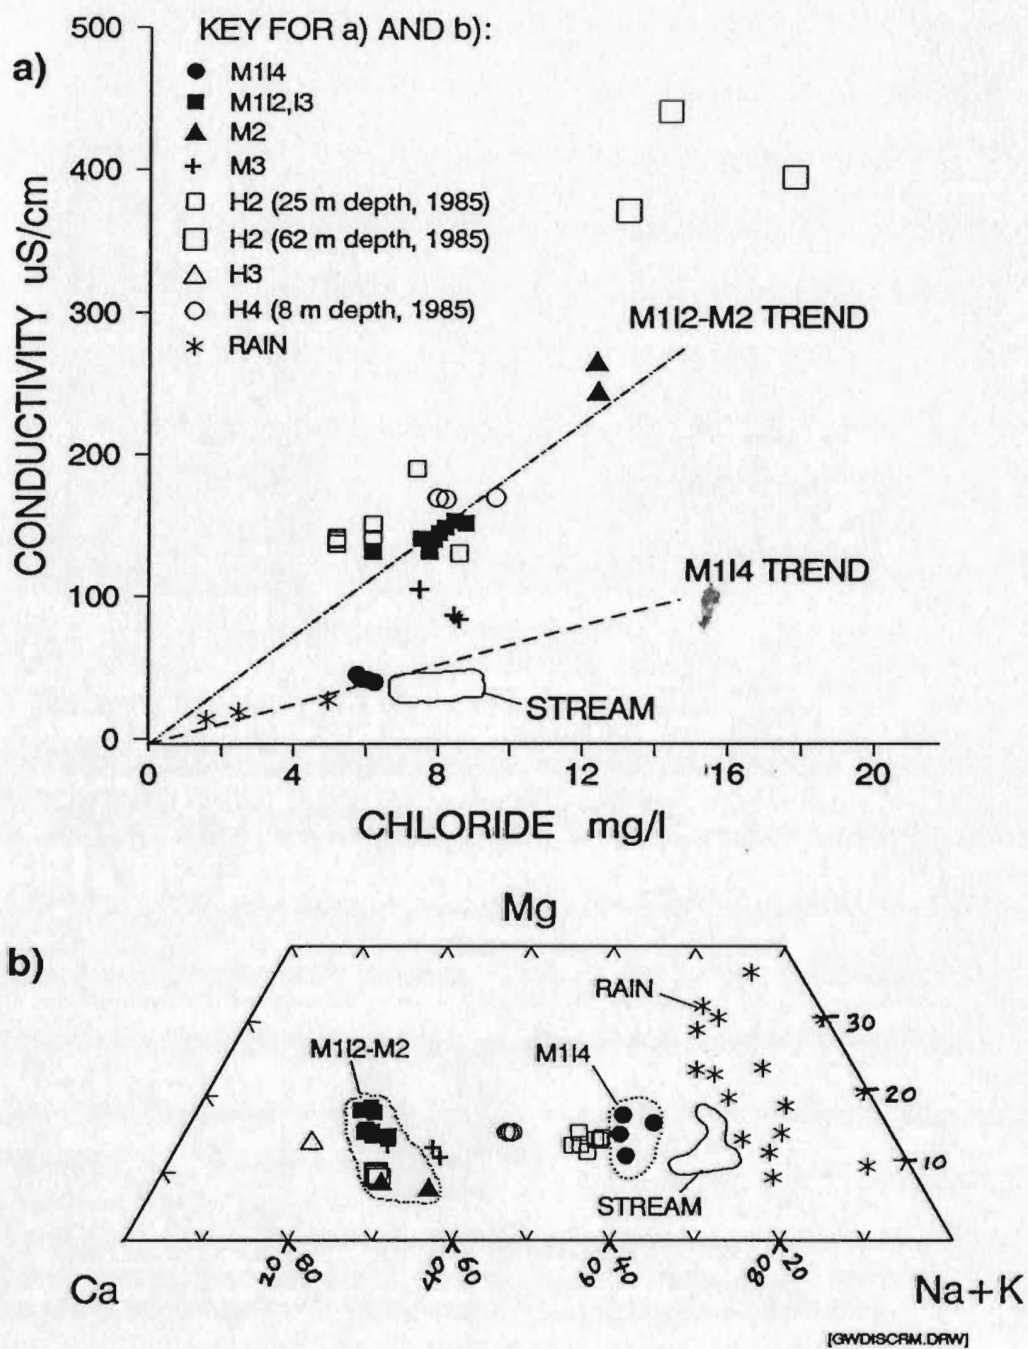 a)
KEY FOR a) AND b):
M1I4
M1I2,I3
M2
M3
H2 (25 m depth, 1985)
H2 (62 m depth, 1985)
H3
H4 (8 m depth, 1985)
RAIN
CONDUCTIVITY uS/cm
500
400
300
200
100
0
M1I2-M2 TREND
M1I4 TREND
STREAM
0 4 8 12 '16 20
CHLORIDE mg/l
b)
Mg
RAIN
M1I2-M2
M1I4
STREAM
30
20
10
20 80
40 60
60 40
80 20
Ca
Na+K
[GWDISCRM.DRW]